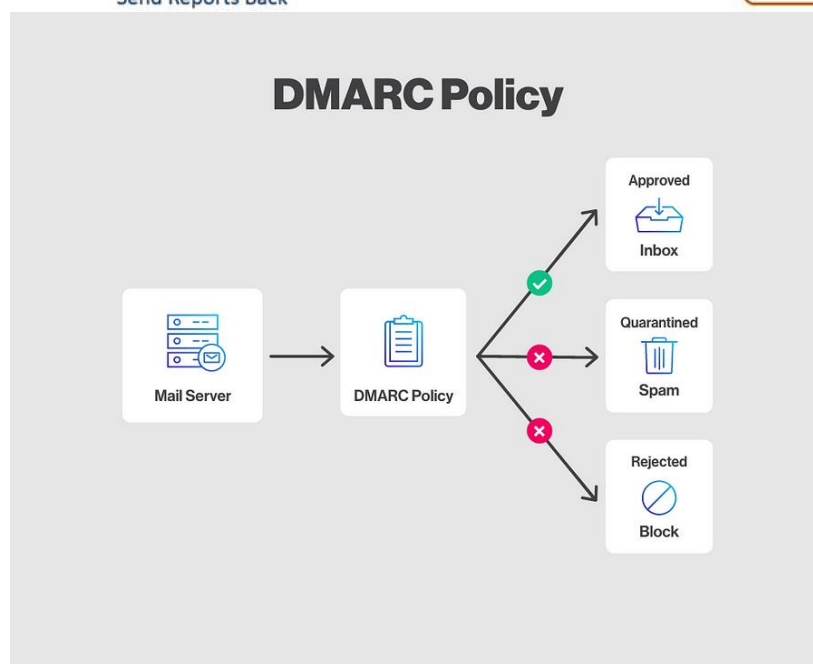 Send Reports Back
DMARC Policy
Approved
Inbox
Mail Server
DMARC Policy
Quarantined
Spam
Rejected
Block